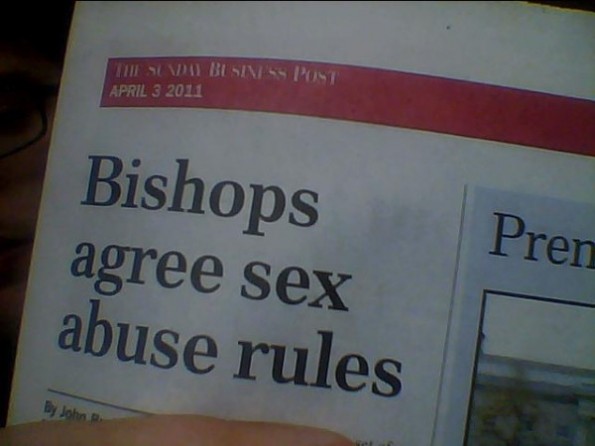 THE SUNDAY BUSINESS POST
APRIL 3 2011
Bishops
agree sex
abuse rules
By John
Pren